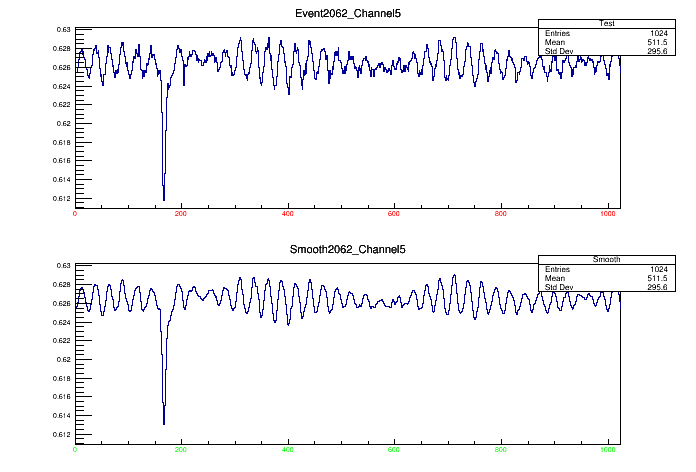 Event2062_Channel5
Test
Entries 1024
Mean 511.5
Std Dev 295.6
0.63
0.628
0.626
0.624
0.622
0.62
0.618
0.616
0.614
0.612
0 200 400 600 800 1000
Smooth2062_Channel5
Smooth
Entries 1024
Mean 511.5
Std Dev 295.6
0.63
0.628
0.626
0.624
0.622
0.62
0.618
0.616
0.614
0.612
0 200 400 600 800 1000